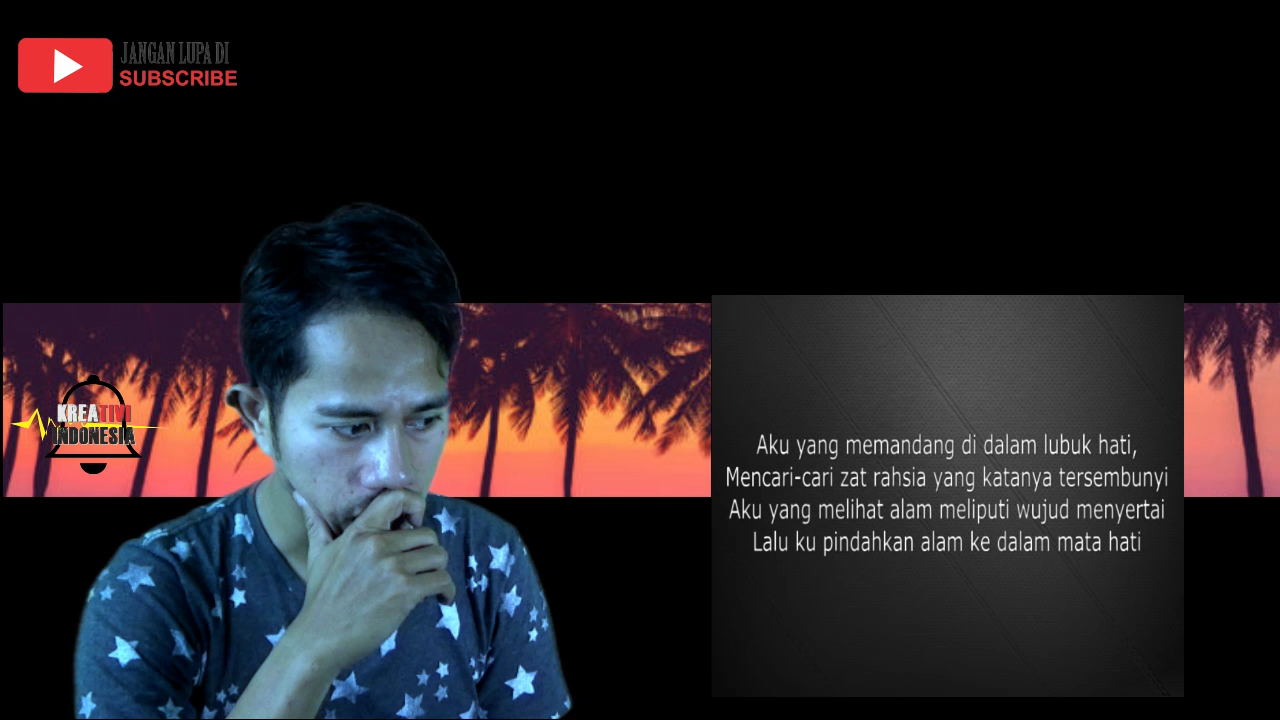 JANGAN LUPA DI
SUBSCRIBE
KREATIVI
INDONESIA
Aku yang memandang di dalam lubuk hati,
Mencari-cari zat rahsia yang katanya tersembunyi
Aku yang melihat alam meliputi wujud menyertai
Lalu ku pindahkan alam ke dalam mata hati